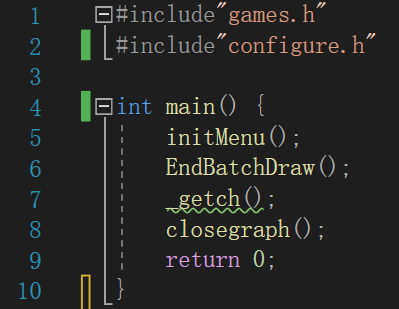 1 #include"games.h"
2 #include"configure.h"
3
4 int main() {
5 initMenu();
6 EndBatchDraw();
7 _getch();
8 closegraph();
9 return 0;
10 }